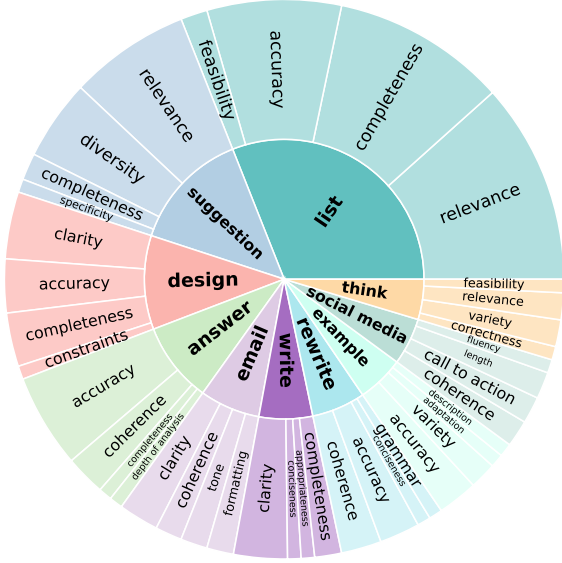 list
feasibility
accuracy
completeness
relevance
suggestion
relevance
diversity
completeness
specificity
design
clarity
accuracy
completeness
constraints
answer
accuracy
coherence
completeness
depth of analysis
email
clarity
coherence
tone
formatting
write
clarity
conciseness
appropriateness
completeness
rewrite
coherence
accuracy
conciseness
grammar
example
accuracy
variety
adaptation
description
social media
coherence
call to action
length
fluency
think
correctness
variety
relevance
feasibility